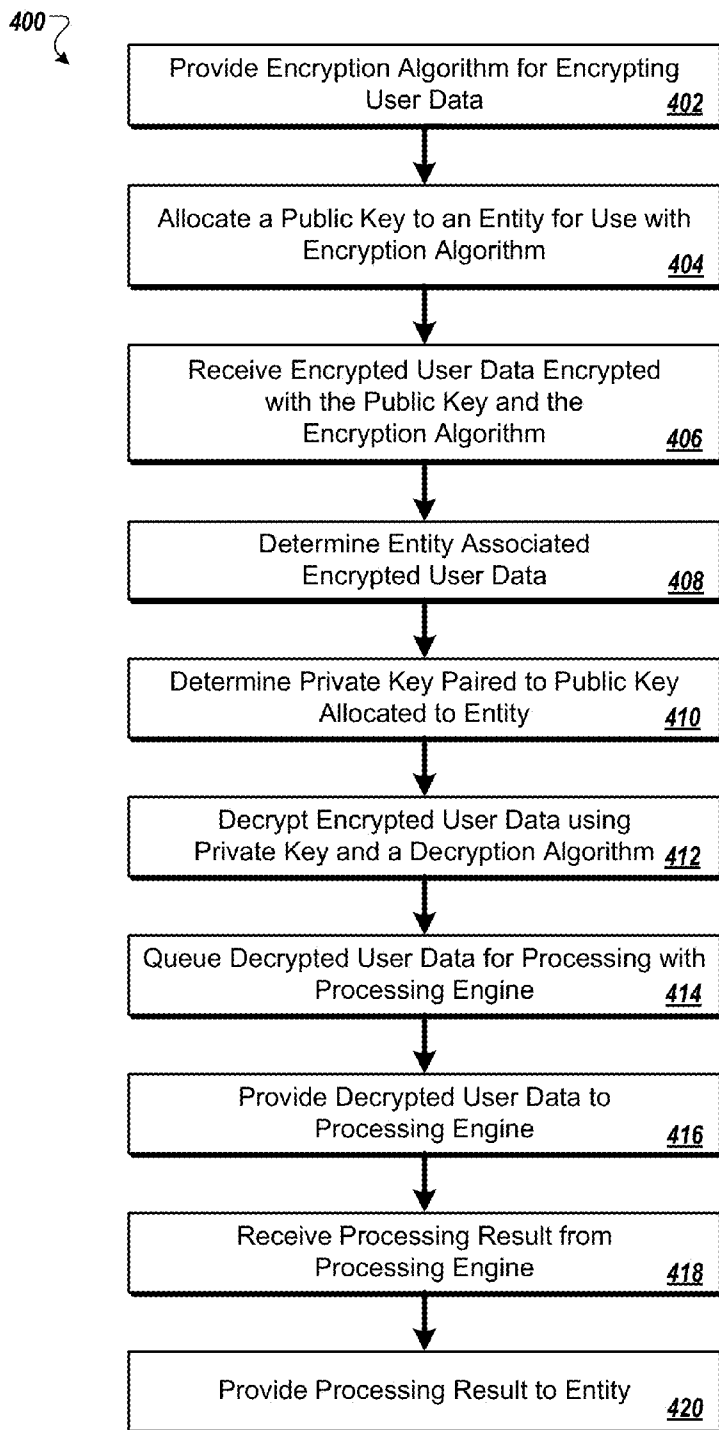 400
Provide Encryption Algorithm for Encrypting
User Data
402
Allocate a Public Key to an Entity for Use with
Encryption Algorithm
404
Receive Encrypted User Data Encrypted
with the Public Key and the
Encryption Algorithm
406
Determine Entity Associated
Encrypted User Data
408
Determine Private Key Paired to Public Key
Allocated to Entity
410
Decrypt Encrypted User Data using
Private Key and a Decryption Algorithm 412
Queue Decrypted User Data for Processing with
Processing Engine
414
Provide Decrypted User Data to
Processing Engine
416
Receive Processing Result from
Processing Engine
418
Provide Processing Result to Entity
420